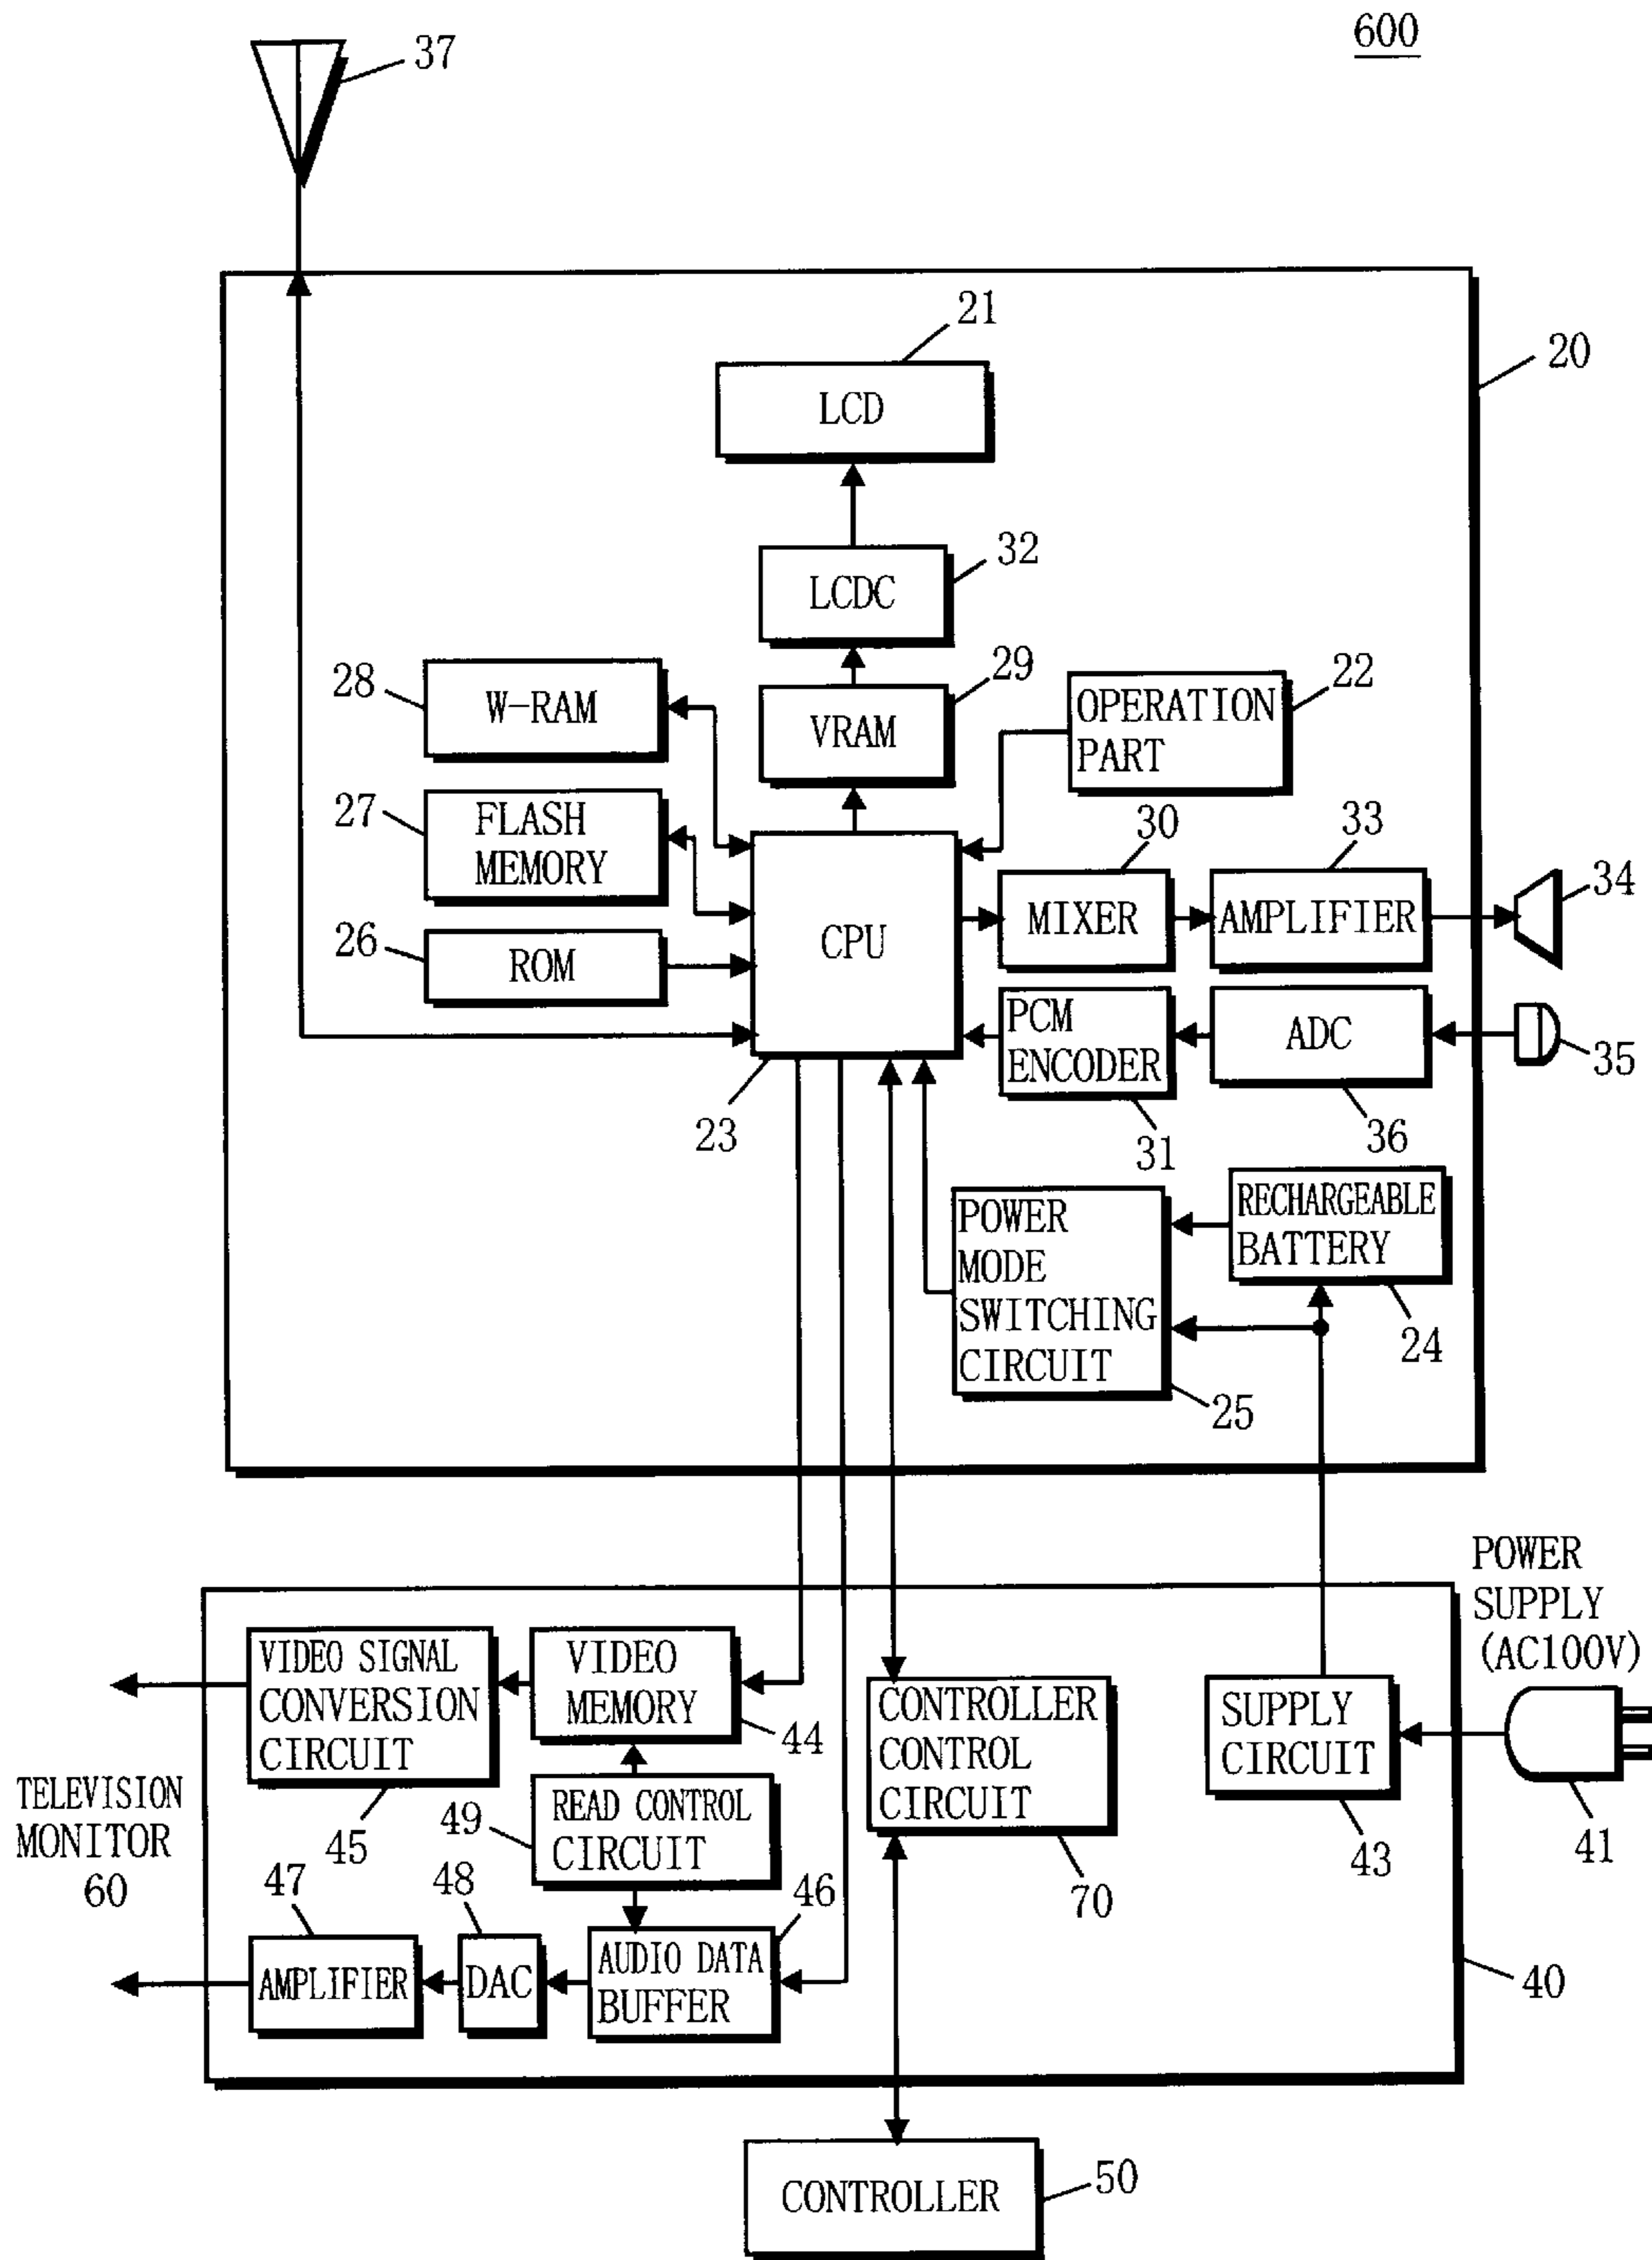 600
37
21
20
LCD
32
LCDC
28
W-RAM
29
VRAM
22
OPERATION
PART
27
FLASH
MEMORY
30
33
34
26
ROM
CPU
MIXER
AMPLIFIER
PCM
ENCODER
ADC
35
23
31
36
POWER
MODE
SWITCHING
CIRCUIT
RECHARGEABLE
BATTERY
24
25
POWER
SUPPLY
(AC100V)
VIDEO SIGNAL
CONVERSION
CIRCUIT
VIDEO
MEMORY
44
CONTROLLER
CONTROL
CIRCUIT
SUPPLY
CIRCUIT
TELEVISION
MONITOR
60
45
49
READ CONTROL
CIRCUIT
70
43
41
47
48
46
AMPLIFIER
DAC
AUDIO DATA
BUFFER
40
CONTROLLER
50